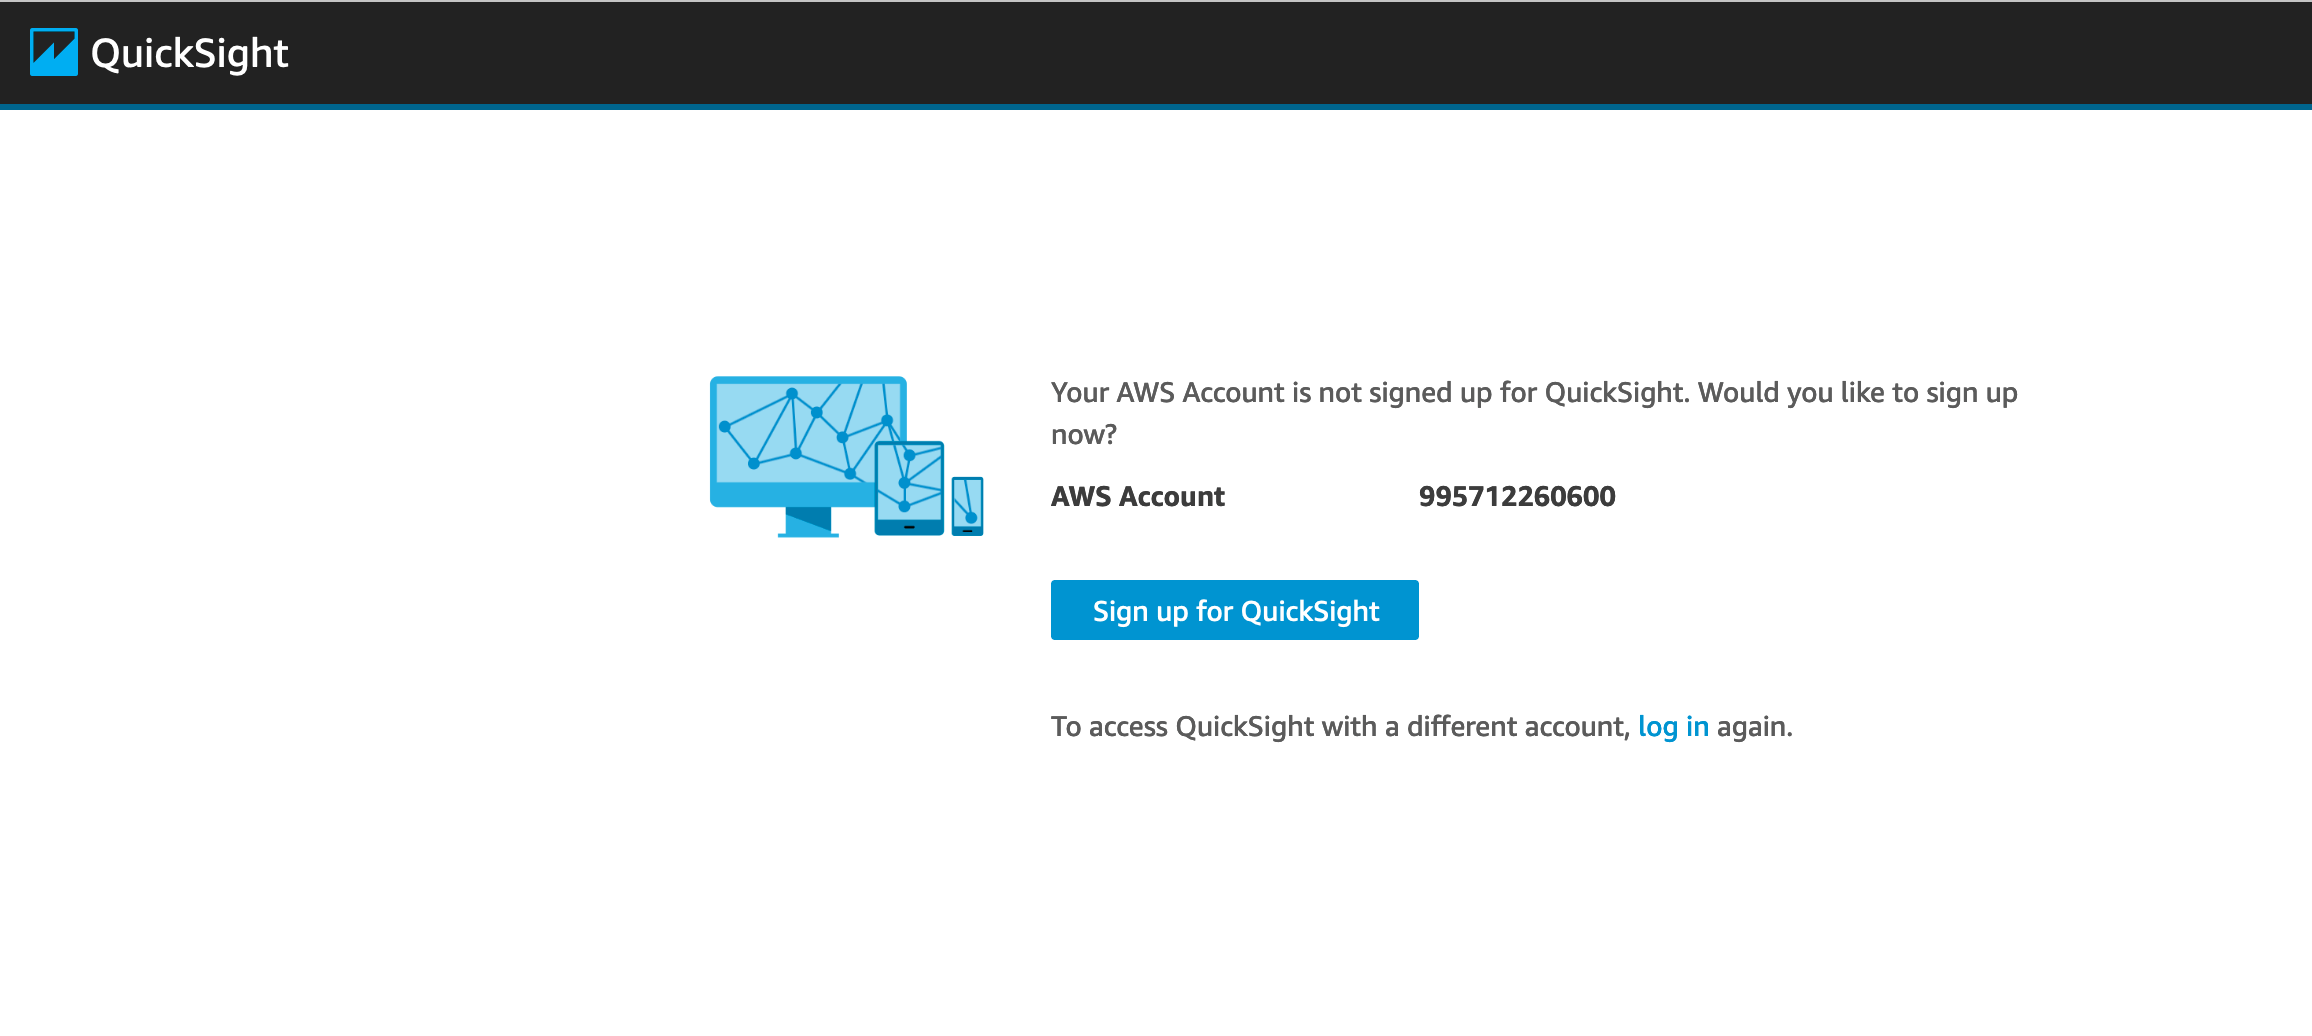 QuickSight
Your AWS Account is not signed up for QuickSight. Would you like to sign up
now?
AWS Account 995712260600
Sign up for QuickSight
To access QuickSight with a different account, log in again.